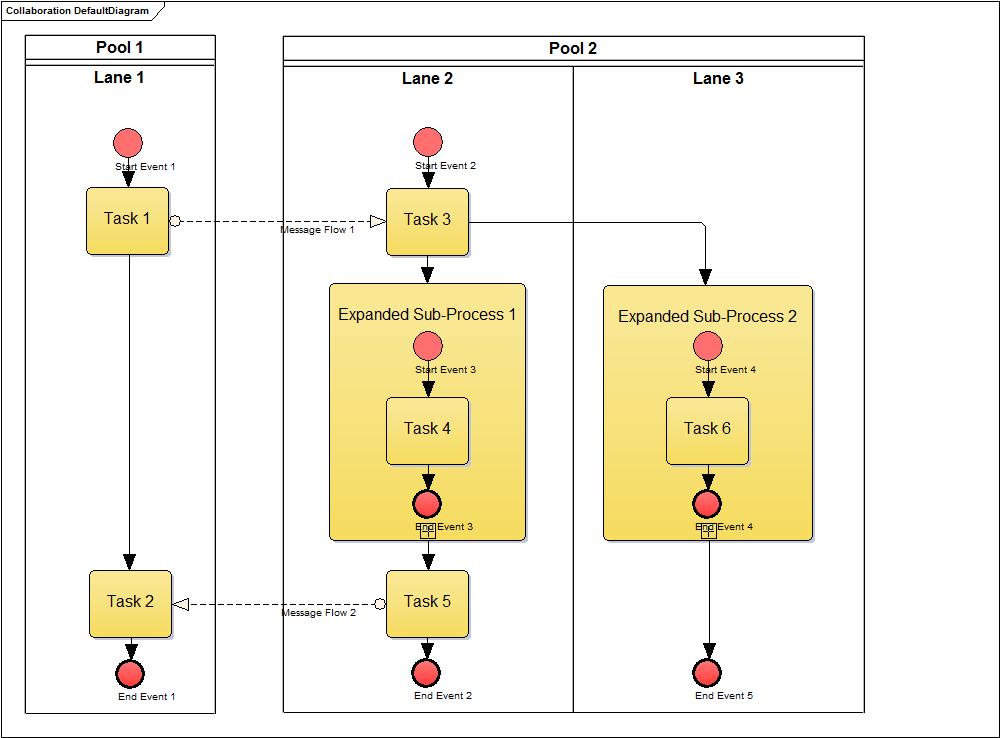 Collaboration DefaultDiagram
Pool 1
Pool 2
Lane 1
Lane 2
Lane 3
Start Event 1
Start Event 2
Task 1
Task 3
Message Flow 1
Expanded Sub-Process 1
Expanded Sub-Process 2
Start Event 3
Start Event 4
Task 4
Task 6
End Event 3
End Event 4
Task 2
Task 5
Message Flow 2
End Event 1
End Event 2
End Event 5